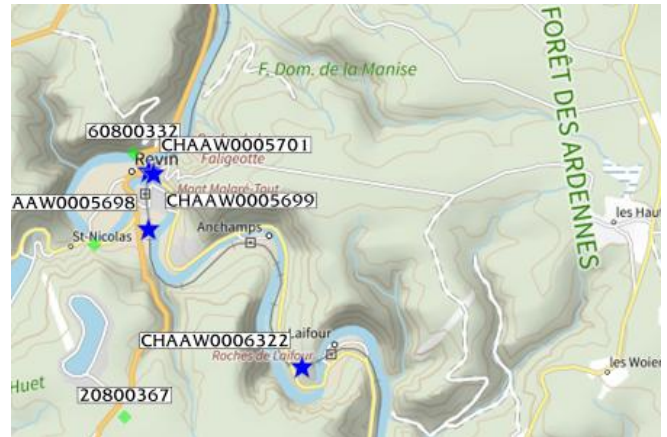 F. Dom. de la Manise
FORÊT DES ARDENNES
60800332
CHAAW0005701
Revin
Faligeotte
Mont Malgré-Tout
AAW0005698
CHAAW0005699
les Haut
St-Nicolas
Anchamps
CHAAW0006322
Laifour
Roches de Laifour
les Woier
Huet
20800367